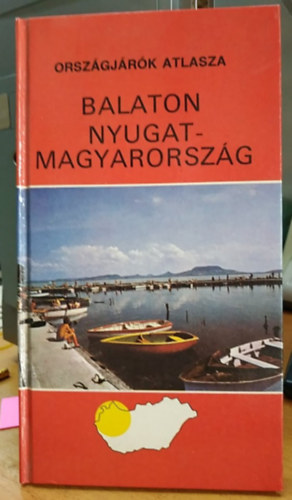 ORSZÁGJÁRÓK ATLASZA
BALATON
NYUGAT-
MAGYARORSZÁG